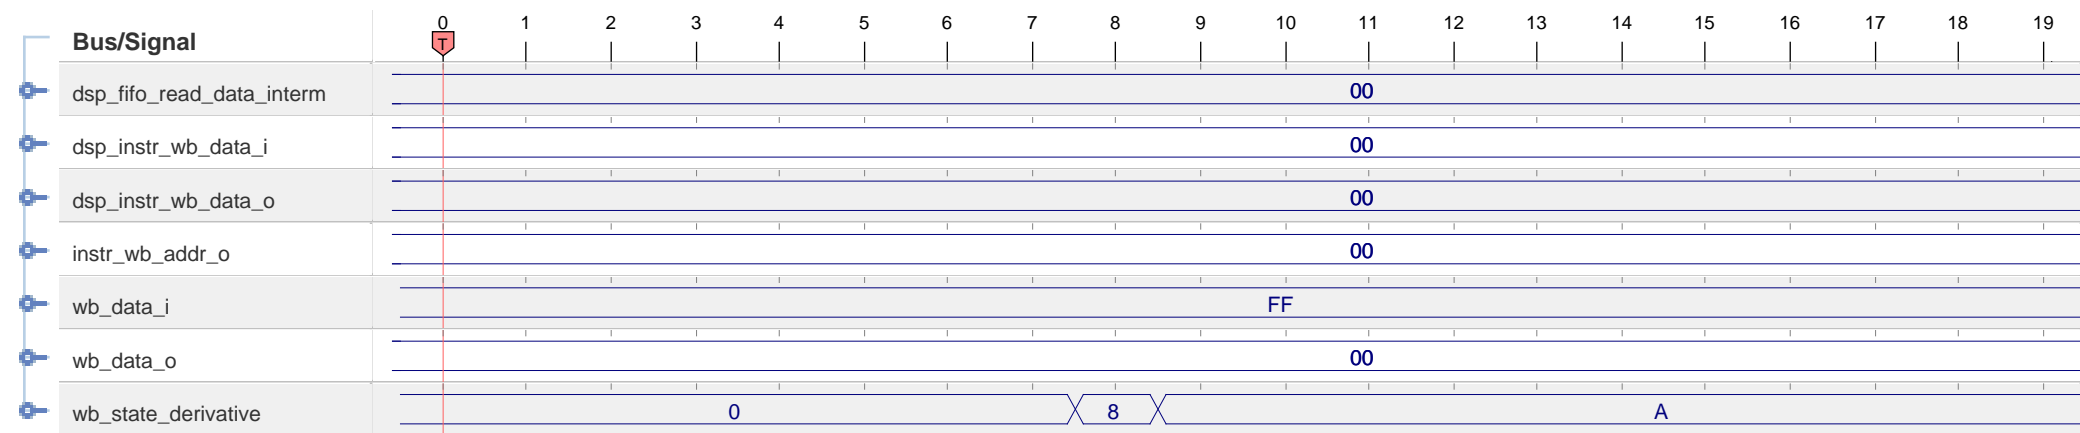 0 1 2 3 4 5 6 7 8 9 10 11 12 13 14 15 16 17 18 19
Bus/Signal
T
dsp_fifo_read_data_interm 00
dsp_instr_wb_data_i 00
dsp_instr_wb_data_o 00
instr_wb_addr_o 00
wb_data_i FF
wb_data_o 00
wb_state_derivative 0 8 A